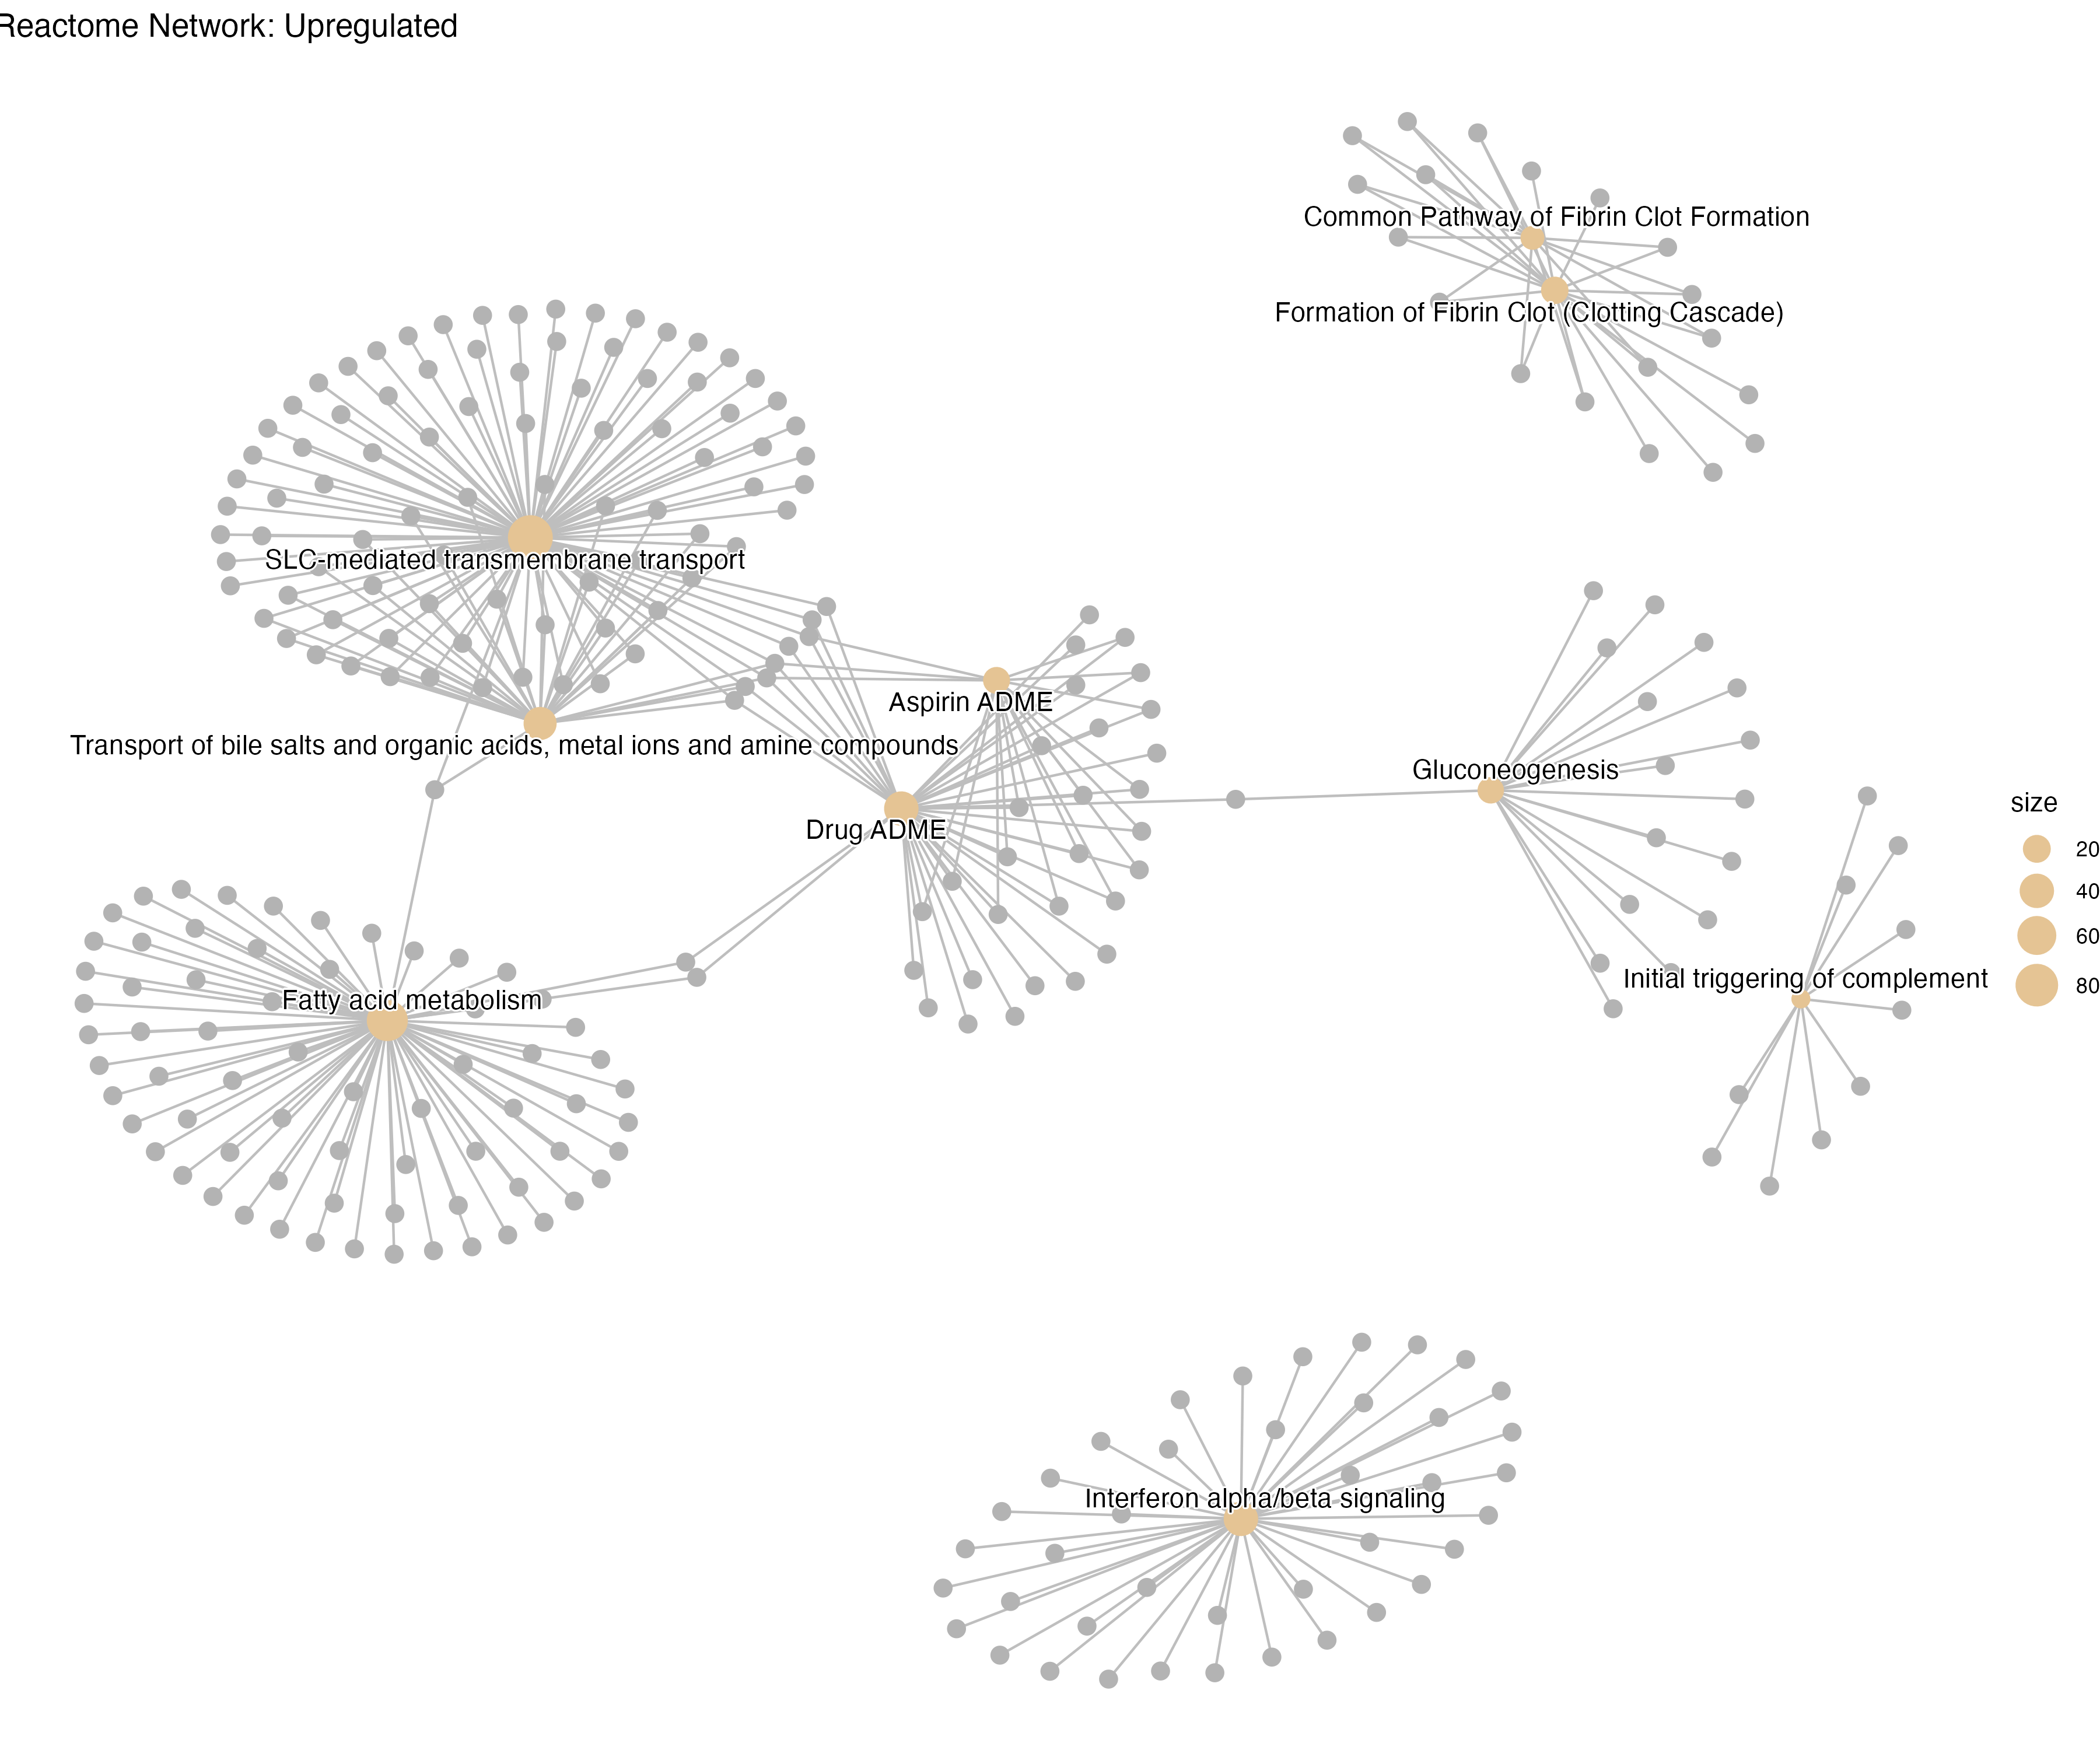 Reactome Network: Upregulated
Common Pathway of Fibrin Clot Formation
Formation of Fibrin Clot (Clotting Cascade)
SLC-mediated transmembrane transport
Aspirin ADME
Transport of bile salts and organic acids, metal ions and amine compounds
Gluconeogenesis
Drug ADME
size
20
40
60
80
Initial triggering of complement
Fatty acid metabolism
Interferon alpha/beta signaling